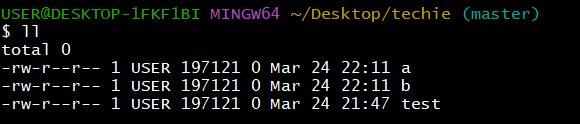 USER@DESKTOP-1FKF1BI MINGW64 ~/Desktop/techie (master)
$ ll
total 0
-rw-r--r-- 1 USER 197121 0 Mar 24 22:11 a
-rw-r--r-- 1 USER 197121 0 Mar 24 22:11 b
-rw-r--r-- 1 USER 197121 0 Mar 24 21:47 test